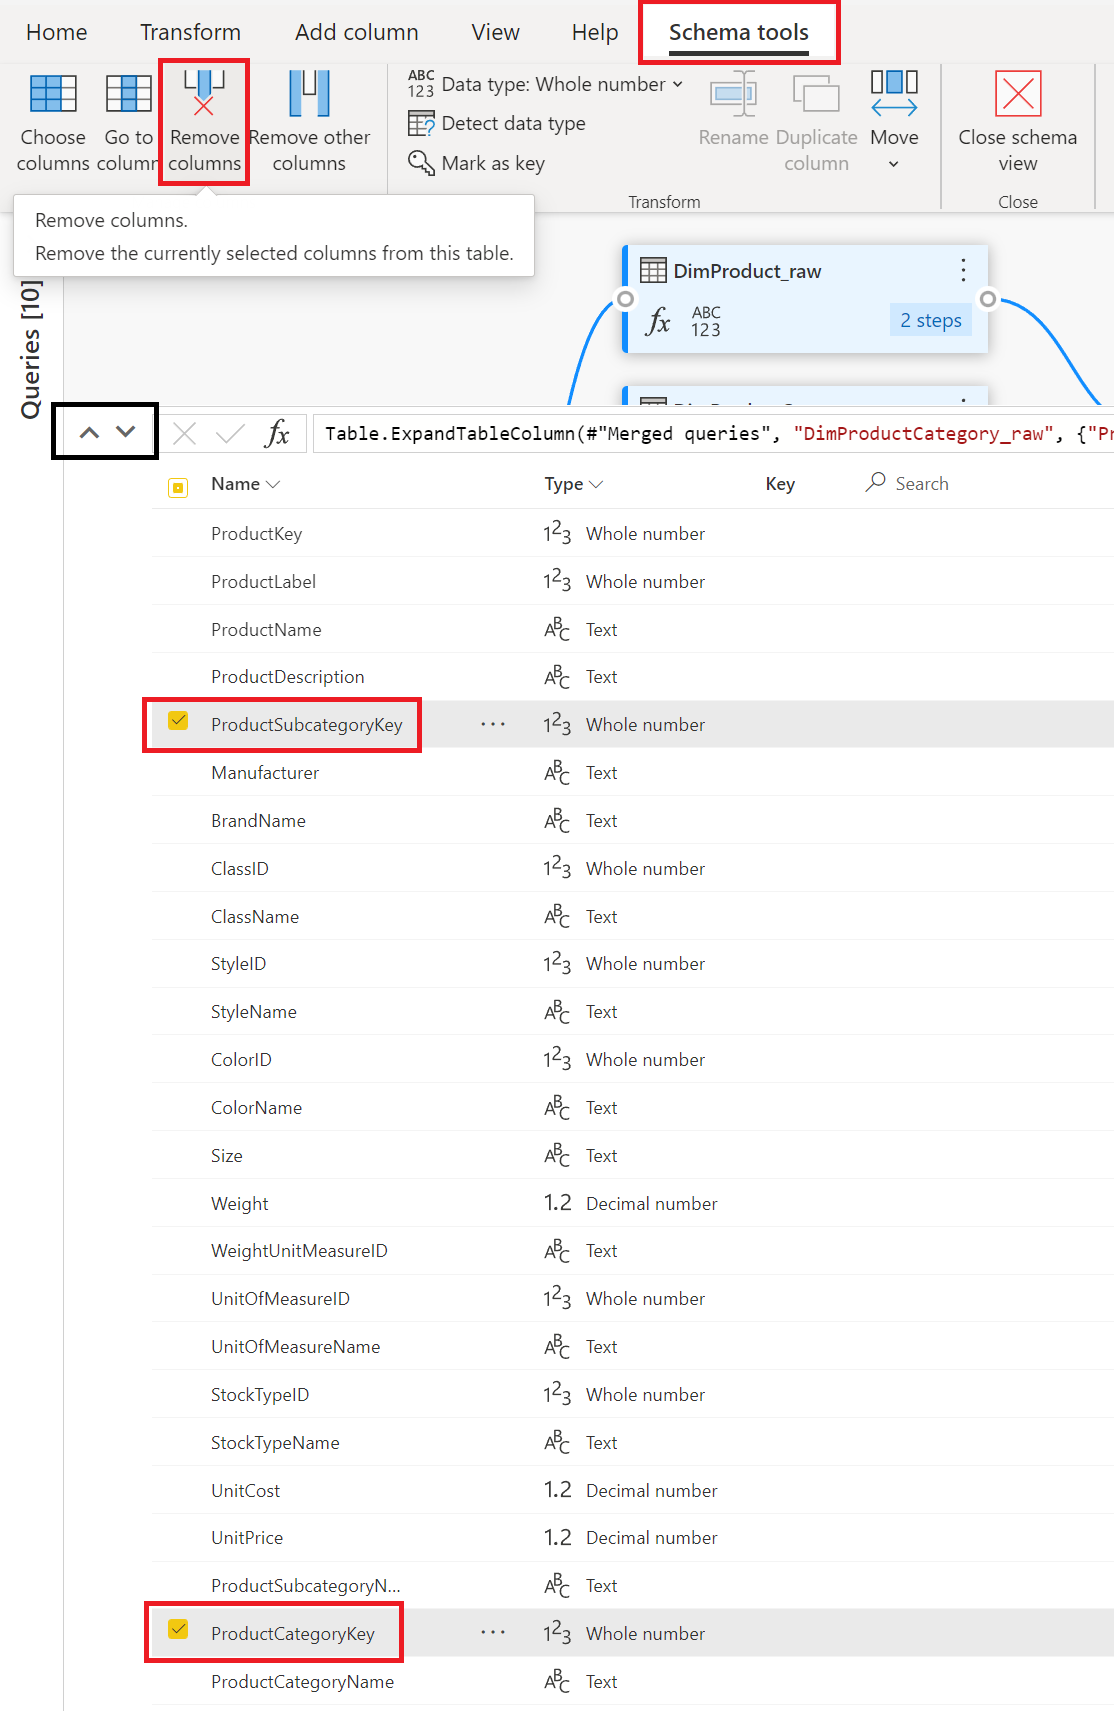 Home Transform Add column View Help Schema tools
Choose columns
Go to column
Remove columns
Remove other columns
ABC 123 Data type: Whole number
Detect data type
Mark as key
Rename
Duplicate column
Move
Transform
Close schema view
Close
Remove columns.
Remove the currently selected columns from this table.
Queries [10]
DimProduct_raw
fx ABC 123 2 steps
fx Table.ExpandTableColumn(#"Merged queries", "DimProductCategory_raw", {"Pr
Name Type Key Search
ProductKey 123 Whole number
ProductLabel 123 Whole number
ProductName ABC Text
ProductDescription ABC Text
ProductSubcategoryKey ... 123 Whole number
Manufacturer ABC Text
BrandName ABC Text
ClassID 123 Whole number
ClassName ABC Text
StyleID 123 Whole number
StyleName ABC Text
ColorID 123 Whole number
ColorName ABC Text
Size ABC Text
Weight 1.2 Decimal number
WeightUnitMeasureID ABC Text
UnitOfMeasureID 123 Whole number
UnitOfMeasureName ABC Text
StockTypeID 123 Whole number
StockTypeName ABC Text
UnitCost 1.2 Decimal number
UnitPrice 1.2 Decimal number
ProductSubcategoryN... ABC Text
ProductCategoryKey ... 123 Whole number
ProductCategoryName ABC Text